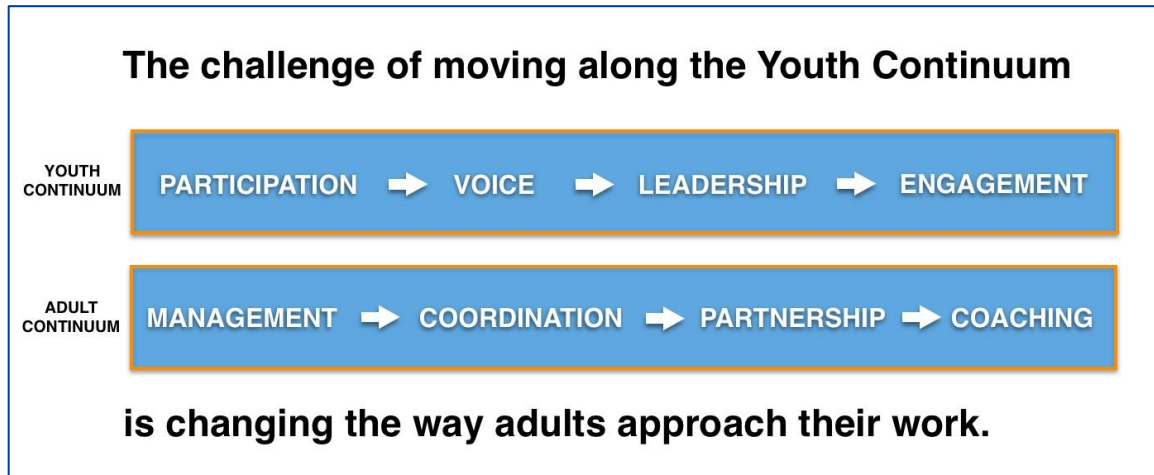 The challenge of moving along the Youth Continuum
YOUTH
CONTINUUM
PARTICIPATION ➡ VOICE ➡ LEADERSHIP ➡ ENGAGEMENT
ADULT
CONTINUUM
MANAGEMENT ➡ COORDINATION ➡ PARTNERSHIP ➡ COACHING
is changing the way adults approach their work.